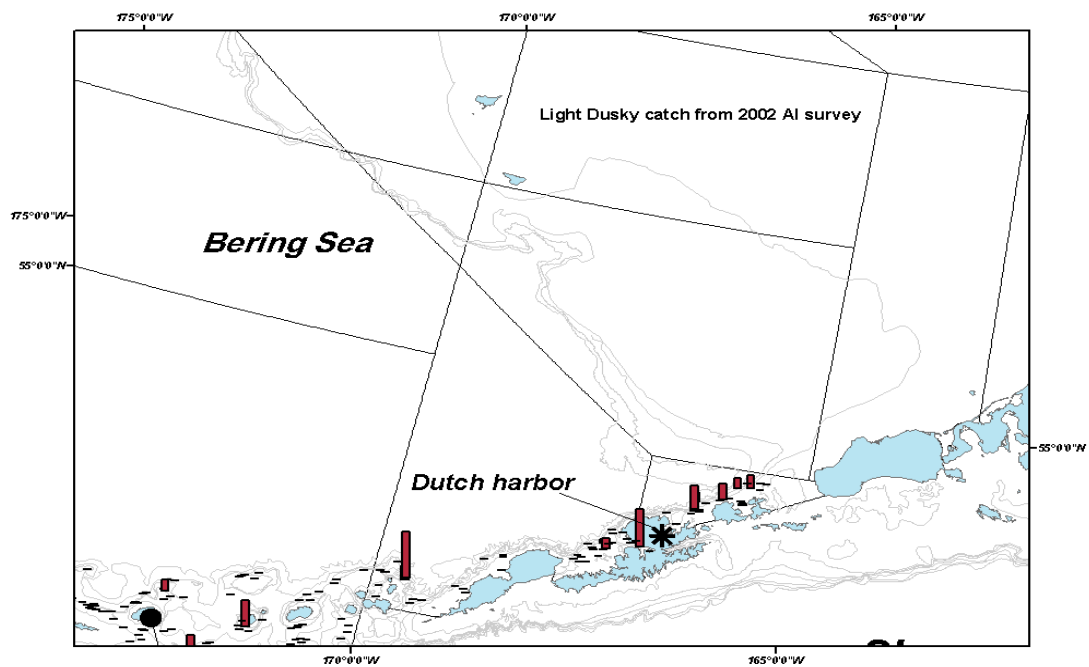 175°0'0"W
170°0'0"W
165°0'0"W
Light Dusky catch from 2002 AI survey
175°0'0"W
Bering Sea
55°0'0"N
55°0'0"N
Dutch harbor
170°0'0"W
165°0'0"W